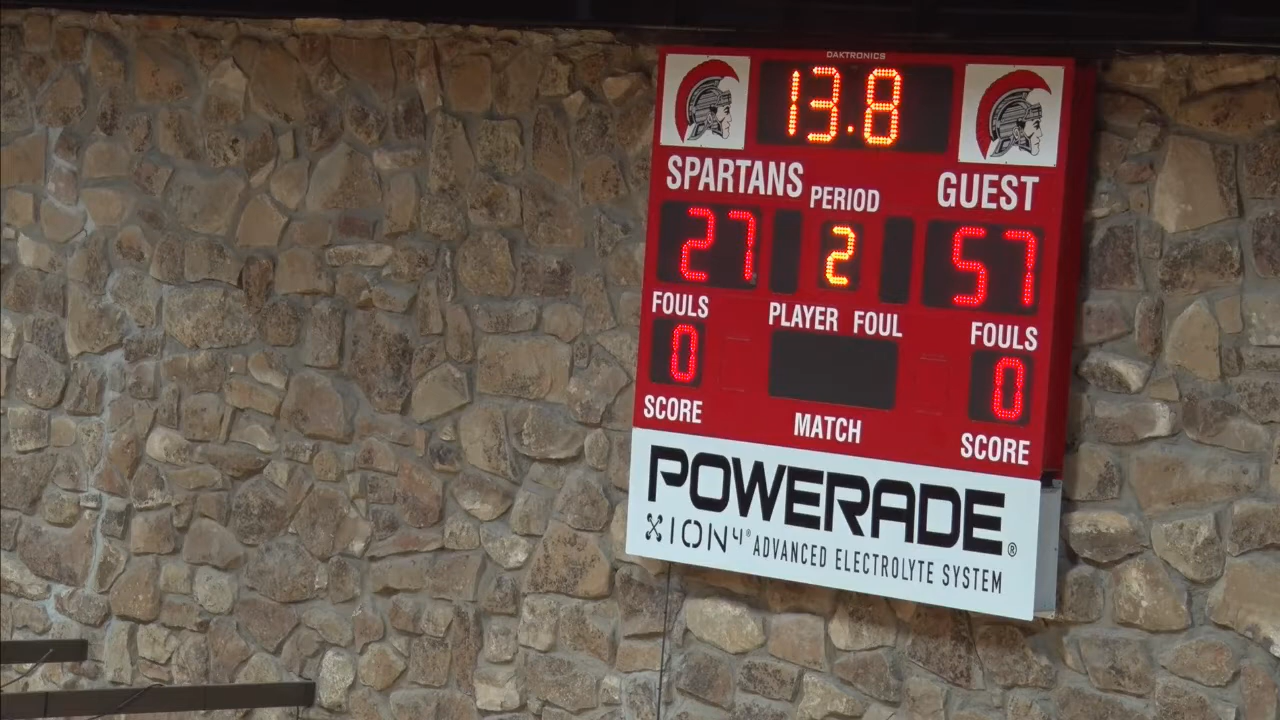 DAKTRONICS
13.8
SPARTANS PERIOD GUEST
27 2 57
FOULS PLAYER FOUL FOULS
0 0
SCORE MATCH SCORE
POWERADE®
ION4® ADVANCED ELECTROLYTE SYSTEM